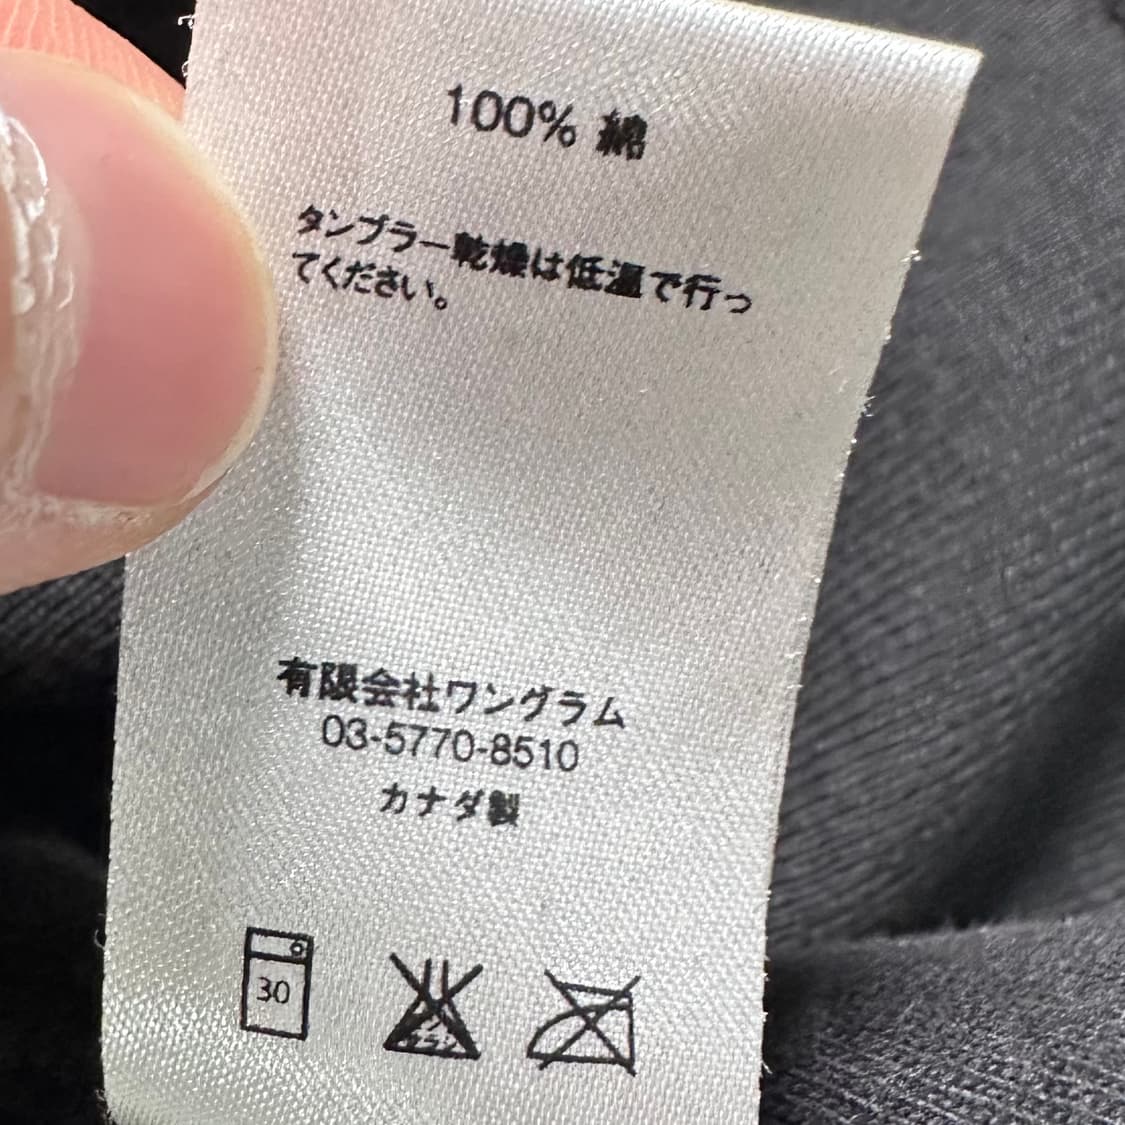 100% 綿
タンブラー乾燥は低温で行っ
てください。
有限会社ワングラム
03-5770-8510
カナダ製
30